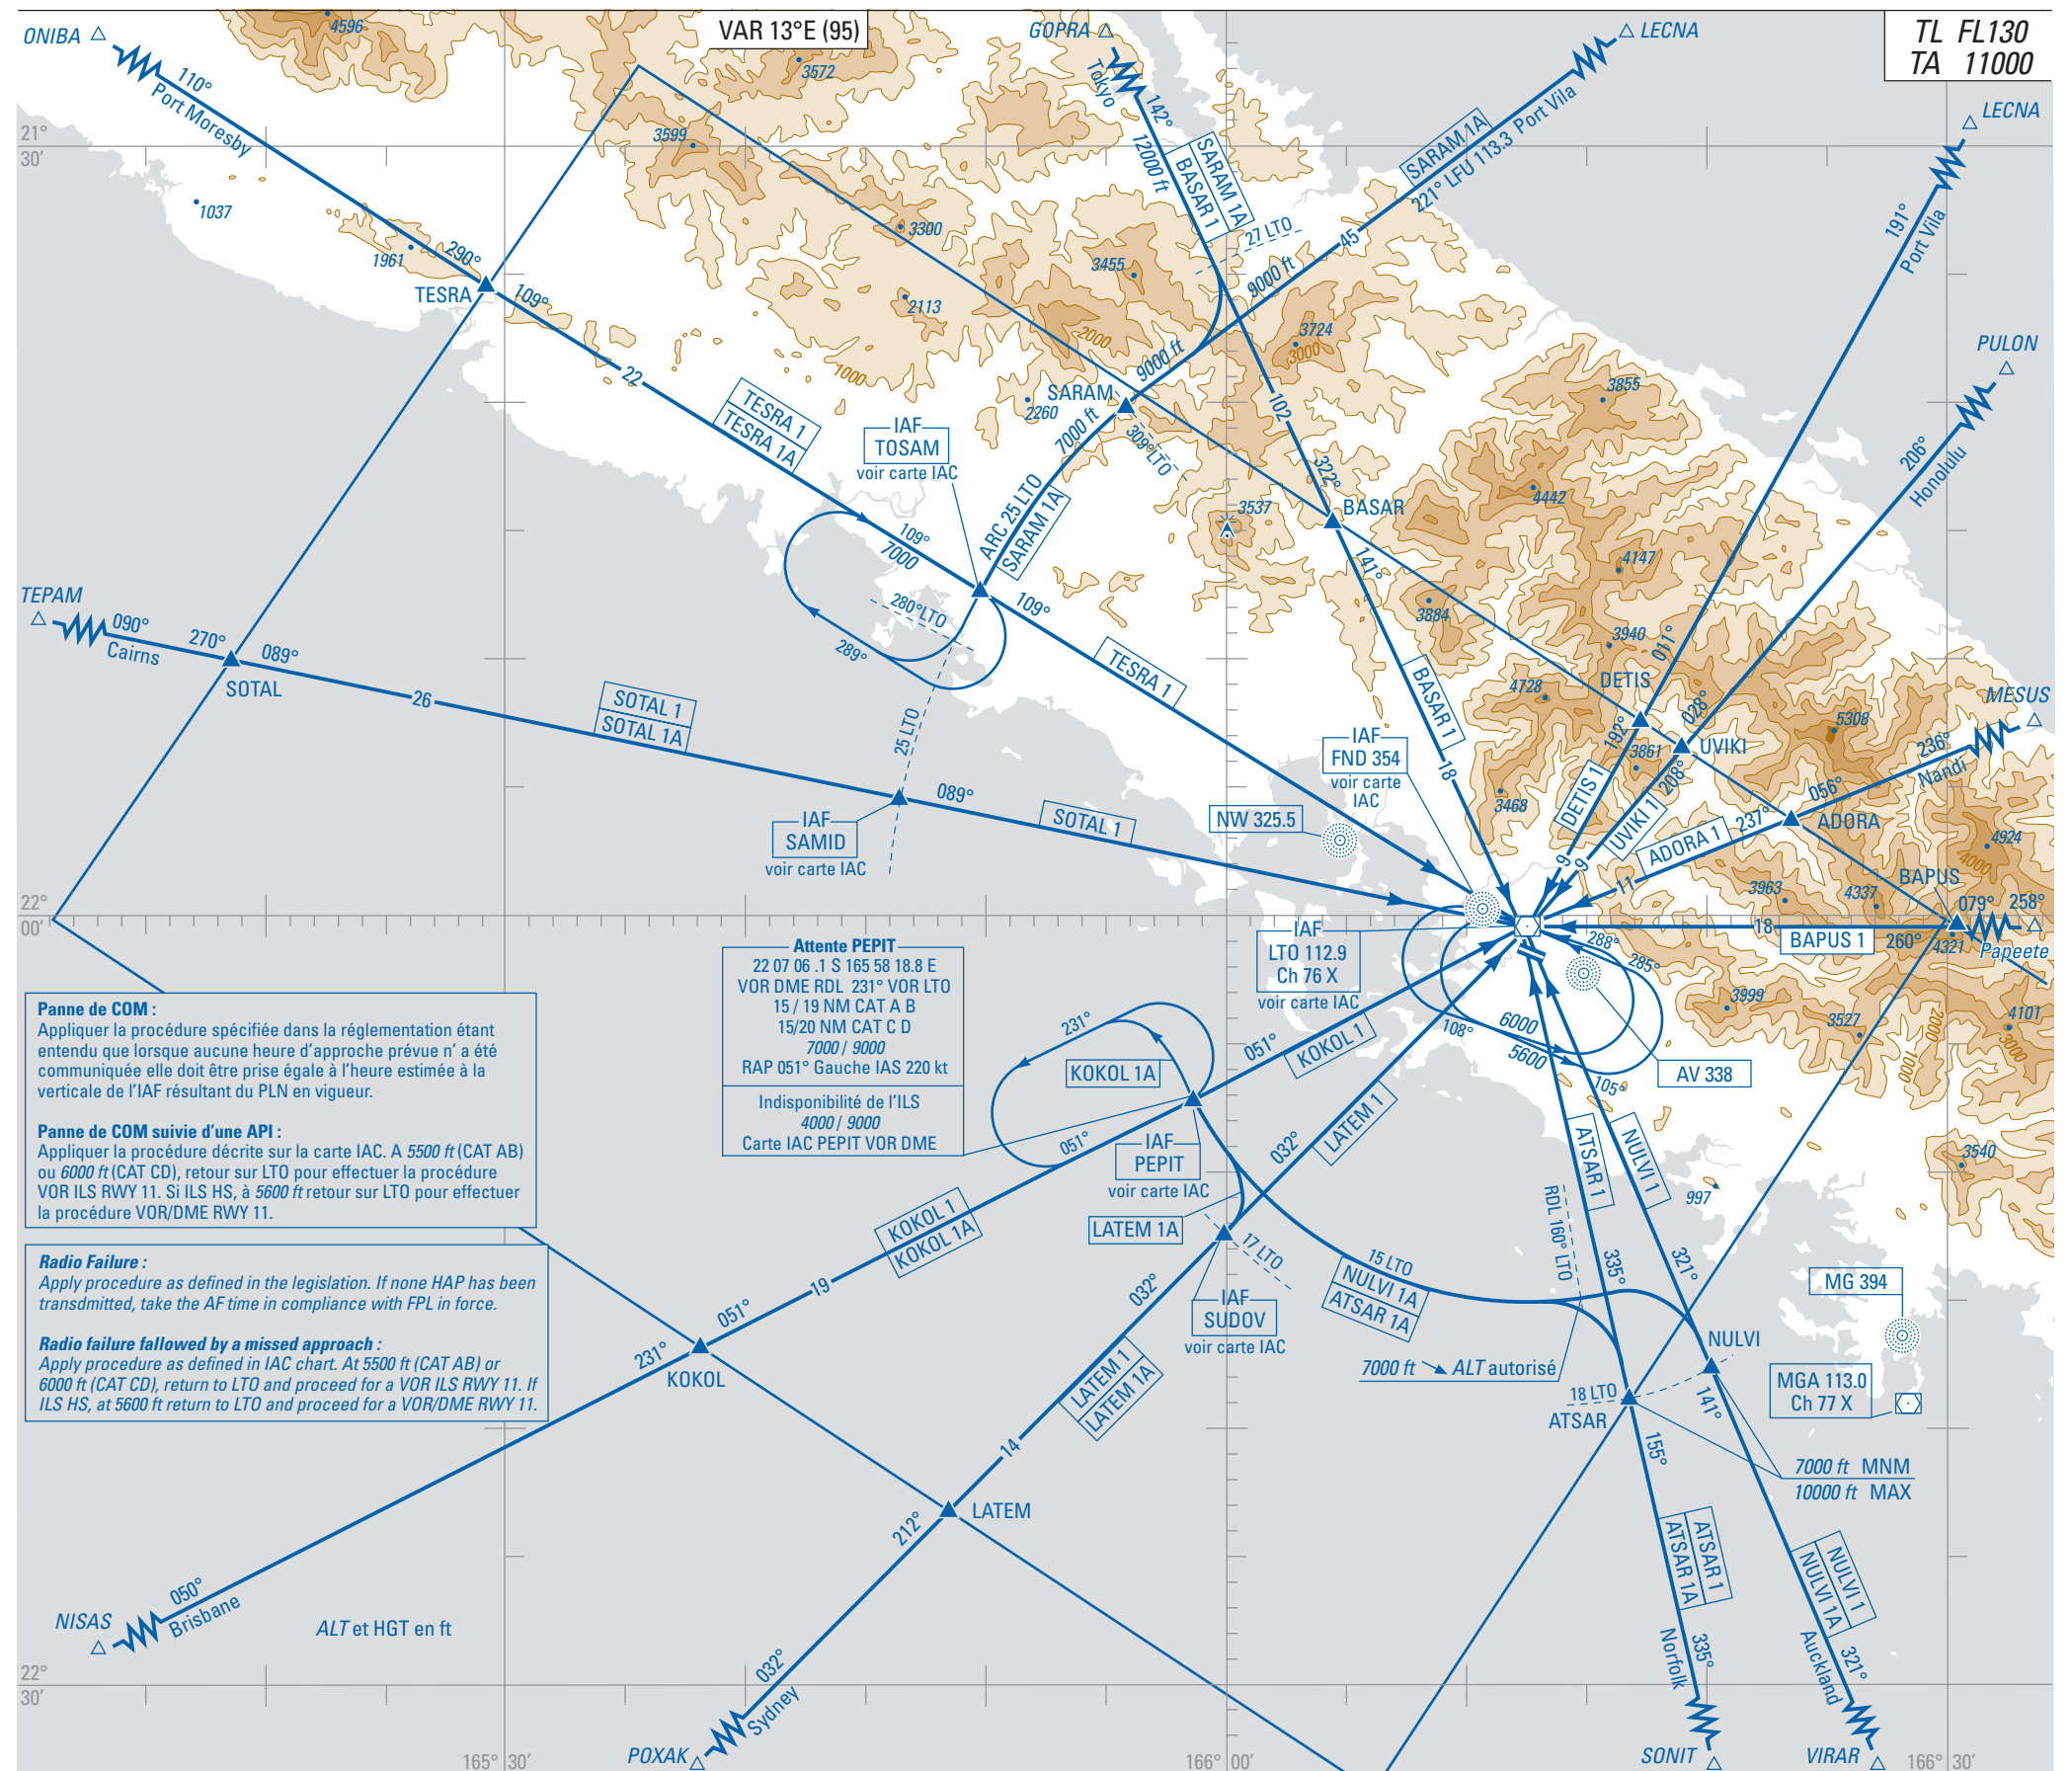 VAR 13°E (95)
TL FL130
TA 11000
ONIBA
110°
Port Moresby
4596
3572
GOPRA
Tokyo
142°
12000 ft
SARAM 1A
BASAR 1
LECNA
SARAM 1A
221° LFU 113.3 Port Vila
45
9000 ft
27 LTO
LECNA
191°
Port Vila
21°
30'
3599
1037
1961
290°
TESRA
109°
3300
3455
2113
2000
1000
3724
3000
9000 ft
SARAM
2260
7000 ft
309° LTO
102
322°
22
TESRA 1
TESRA 1A
IAF
TOSAM
voir carte IAC
ARC 25 LTO
SARAM 1A
3537
BASAR
141°
3855
4442
4147
PULON
206°
Honolulu
109°
7000
280° LTO
289°
109°
TESRA 1
3884
3940
011°
TEPAM
090°
Cairns
270°
089°
SOTAL
26
SOTAL 1
SOTAL 1A
25 LTO
IAF
SAMID
voir carte IAC
089°
SOTAL 1
BASAR 1
18
4728
DETIS
192°
3861
028°
UVIKI
208°
5308
MESUS
236°
Nandi
056°
IAF
FND 354
voir carte
IAC
NW 325.5
3468
DETIS 1
UVIKI 1
9
9
ADORA 1
237°
ADORA
11
4924
4000
3963
4337
BAPUS
079°
258°
Papeete
18
BAPUS 1
260°
4321
22°
00'
IAF
LTO 112.9
Ch 76 X
voir carte IAC
288°
285°
108°
6000
5600
105°
AV 338
3999
3527
2000
1000
4101
3000
3540
997
Attente PEPIT
22 07 06 .1 S 165 58 18.8 E
VOR DME RDL 231° VOR LTO
15 / 19 NM CAT A B
15/20 NM CAT C D
7000 / 9000
RAP 051° Gauche IAS 220 kt
Indisponibilité de l'ILS
4000 / 9000
Carte IAC PEPIT VOR DME
Panne de COM :
Appliquer la procédure spécifiée dans la réglementation étant
entendu que lorsque aucune heure d'approche prévue n' a été
communiquée elle doit être prise égale à l'heure estimée à la
verticale de l'IAF résultant du PLN en vigueur.
Panne de COM suivie d'une API :
Appliquer la procédure décrite sur la carte IAC. A 5500 ft (CAT AB)
ou 6000 ft (CAT CD), retour sur LTO pour effectuer la procédure
VOR ILS RWY 11. Si ILS HS, à 5600 ft retour sur LTO pour effectuer
la procédure VOR/DME RWY 11.
Radio Failure :
Apply procedure as defined in the legislation. If none HAP has been
transdmitted, take the AF time in compliance with FPL in force.
Radio failure fallowed by a missed approach :
Apply procedure as defined in IAC chart. At 5500 ft (CAT AB) or
6000 ft (CAT CD), return to LTO and proceed for a VOR ILS RWY 11. If
ILS HS, at 5600 ft return to LTO and proceed for a VOR/DME RWY 11.
231°
KOKOL 1A
051°
KOKOL 1
051°
IAF
PEPIT
voir carte IAC
LATEM 1A
032°
LATEM 1
17 LTO
IAF
SUDOV
voir carte IAC
KOKOL 1
KOKOL 1A
19
051°
231°
KOKOL
032°
LATEM 1
LATEM 1A
14
LATEM
212°
15 LTO
NULVI 1A
ATSAR 1A
RDL 160° LTO
ATSAR 1
NULVI 1
335°
321°
7000 ft ALT autorisé
18 LTO
ATSAR
NULVI
141°
155°
MG 394
MGA 113.0
Ch 77 X
7000 ft MNM
10000 ft MAX
ATSAR 1
ATSAR 1A
NULVI 1
NULVI 1A
335°
Norfolk
321°
Auckland
NISAS
050°
Brisbane
ALT et HGT en ft
032°
Sydney
POXAK
SONIT
VIRAR
22°
30'
165° 30'
166° 00'
166° 30'